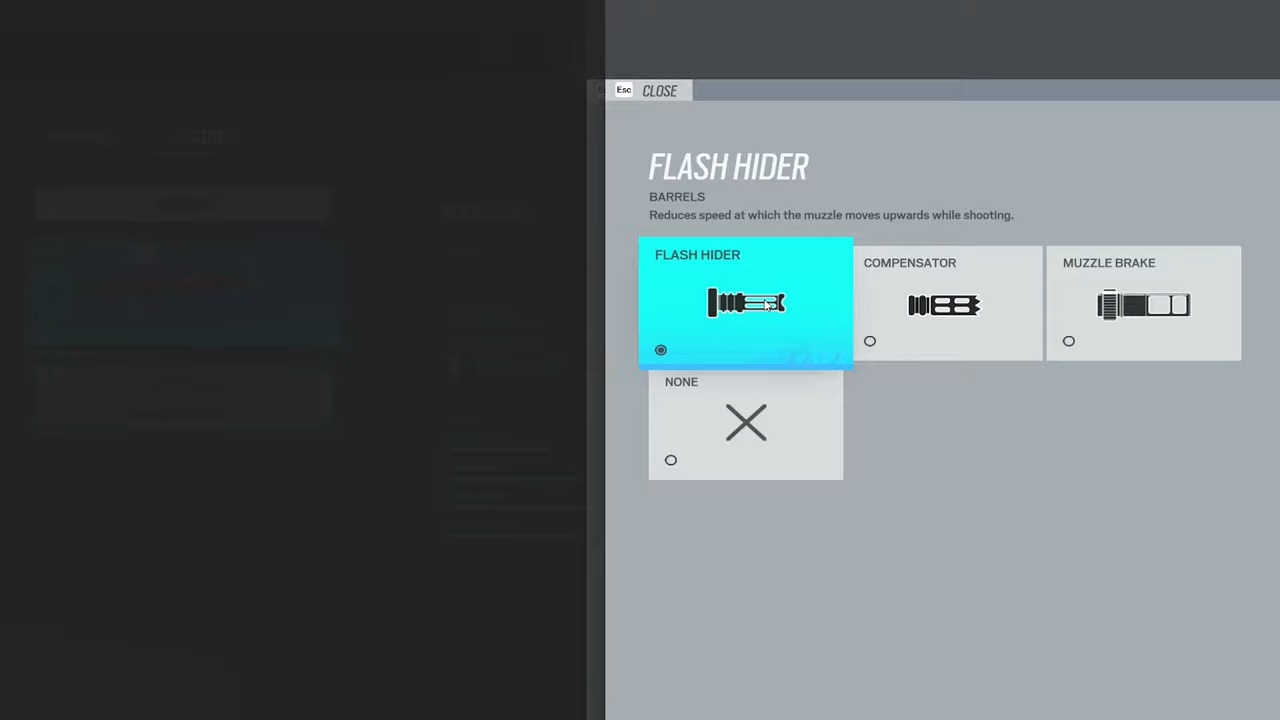 Esc CLOSE
FLASH HIDER
BARRELS
Reduces speed at which the muzzle moves upwards while shooting.
FLASH HIDER
COMPENSATOR
MUZZLE BRAKE
NONE